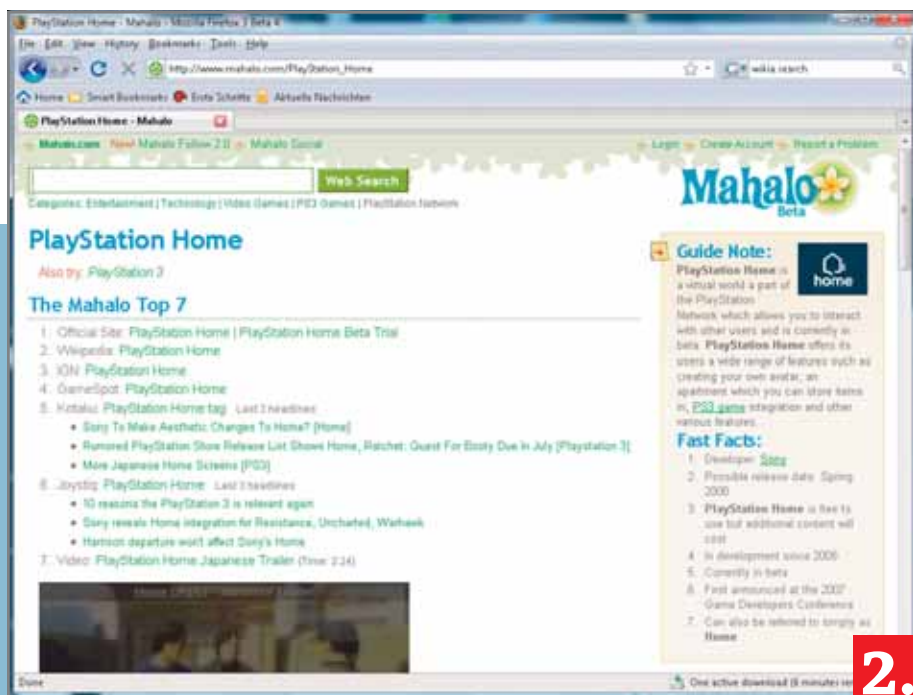 PlayStation Home - Mahalo - Mozilla Firefox 3 Beta 4
File Edit View History Bookmarks Tools Help
http://www.mahalo.com/PlayStation_Home
wikia search
Home Smart Bookmarks Erste Schritte Aktuelle Nachrichten
PlayStation Home - Mahalo
Mahalo.com New! Mahalo Follow 2.0 Mahalo Social
Login Create Account Report a Problem
Web Search
Categories: Entertainment | Technology | Video Games | PS3 Games | PlayStation Network
Mahalo
Beta
PlayStation Home
Also try: PlayStation 3
The Mahalo Top 7
1. Official Site: PlayStation Home | PlayStation Home Beta Trial
2. Wikipedia: PlayStation Home
3. IGN: PlayStation Home
4. GameSpot: PlayStation Home
5. Kotaku: PlayStation Home tag Last 3 headlines
• Sony To Make Aesthetic Changes To Home? [Home]
• Rumored PlayStation Store Release List Shows Home, Ratchet: Quest For Booty Due In July [Playstation 3]
• More Japanese Home Screens [PS3]
6. Joystiq: PlayStation Home Last 3 headlines
• 10 reasons the PlayStation 3 is relevant again
• Sony reveals Home integration for Resistance, Uncharted, Warhawk
• Harrison departure won't affect Sony's Home
7. Video: PlayStation Home Japanese Trailer (Time: 2:24)
Guide Note:
home
PlayStation Home is
a virtual world a part of
the PlayStation
Network which allows you to interact
with other users and is currently in
beta. PlayStation Home offers its
users a wide range of features such as
creating your own avatar, an
apartment which you can store items
in, PS3 game integration and other
various features.
Fast Facts:
1. Developer: Sony
2. Possible release date: Spring
3. PlayStation Home is free to
use but additional content will
cost
4. In development since
5. Currently in beta
6. First announced at the 2007
Game Developers Conference
7. Can also be referred to simply as
Home
Done
One active download (8 minutes
2.